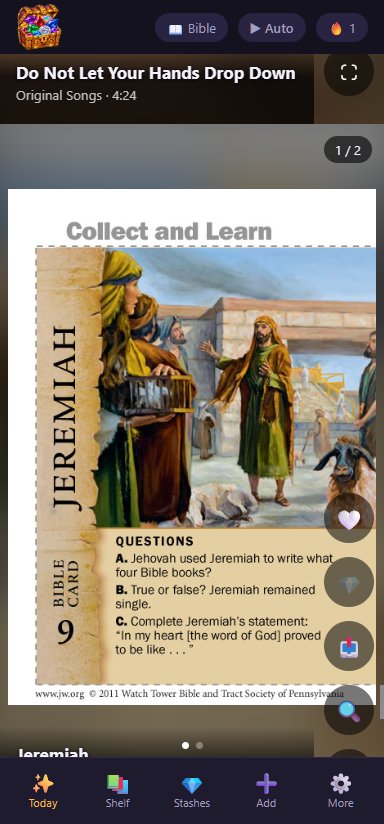 Bible
Auto
1
Do Not Let Your Hands Drop Down
Original Songs · 4:24
1 / 2
Collect and Learn
JEREMIAH
BIBLE
CARD
9
QUESTIONS
A. Jehovah used Jeremiah to write what
four Bible books?
B. True or false? Jeremiah remained
single.
C. Complete Jeremiah’s statement:
“In my heart [the word of God] proved
to be like . . . ”
www.jw.org © 2011 Watch Tower Bible and Tract Society of Pennsylvania
Jeremiah
Today
Shelf
Stashes
Add
More